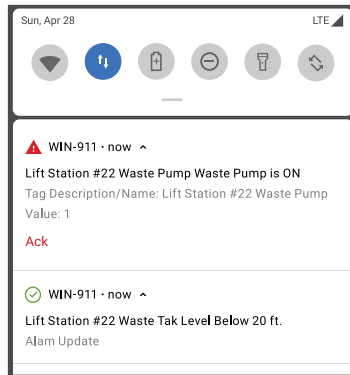 Sun, Apr 28 LTE
WIN-911 · now
Lift Station #22 Waste Pump Waste Pump is ON
Tag Description/Name: Lift Station #22 Waste Pump
Value: 1
Ack
WIN-911 · now
Lift Station #22 Waste Tak Level Below 20 ft.
Alam Update